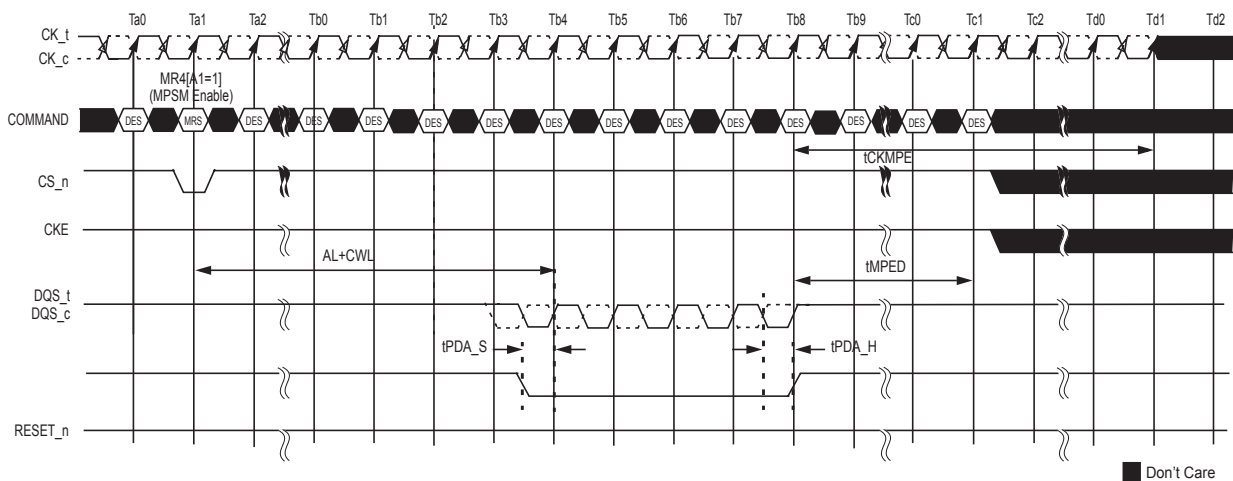 Ta0 Ta1 Ta2 Tb0 Tb1 Tb2 Tb3 Tb4 Tb5 Tb6 Tb7 Tb8 Tb9 Tc0 Tc1 Tc2 Td0 Td1 Td2
CK_t
CK_c
MR4[A1=1]
(MPSM Enable)
COMMAND DES MRS DES DES DES DES DES DES DES DES DES DES DES DES DES
tCKMPE
CS_n
CKE
AL+CWL
tMPED
DQS_t
DQS_c
tPDA_S tPDA_H
RESET_n
Don't Care